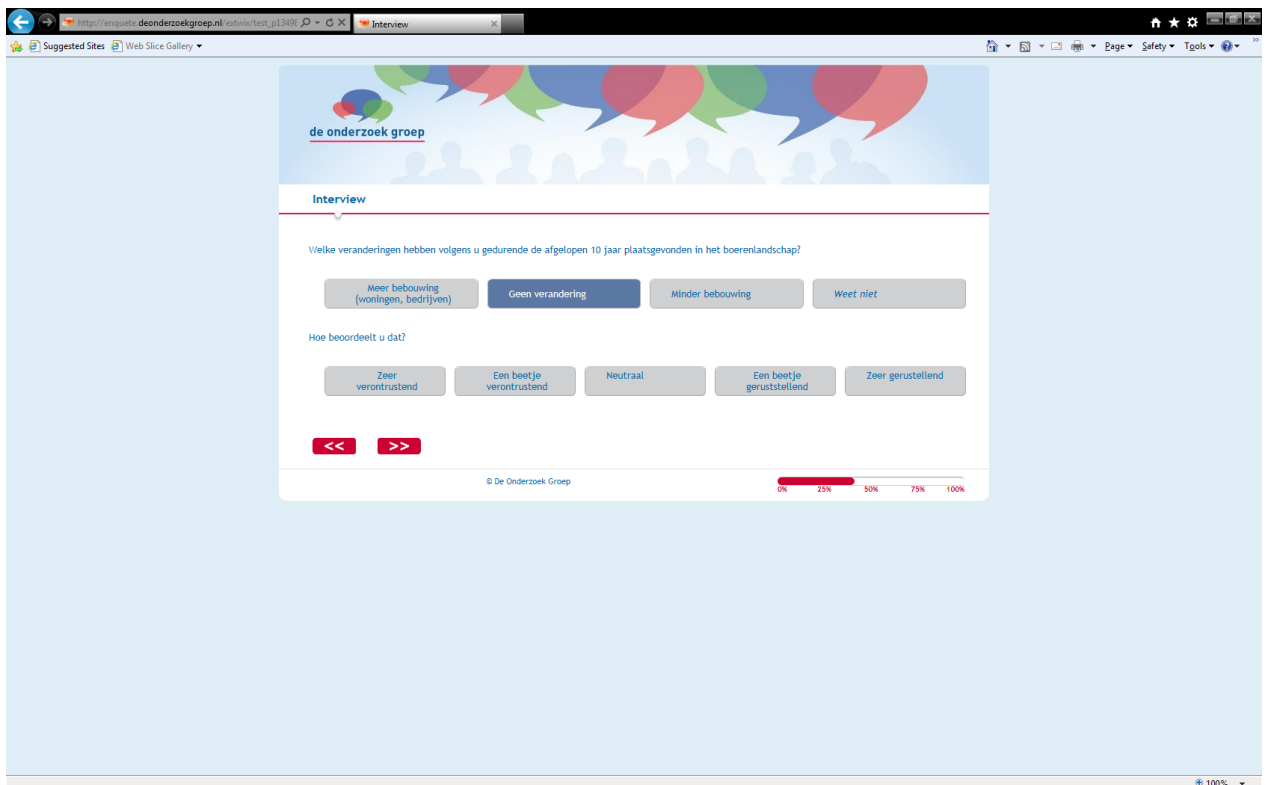 http://enquete.deonderzoekgroep.nl/extwix/test_p1349
Interview
Suggested Sites Web Slice Gallery
Page Safety Tools
de onderzoek groep
Interview
Welke veranderingen hebben volgens u gedurende de afgelopen 10 jaar plaatsgevonden in het boerenlandschap?
Meer bebouwing
(woningen, bedrijven)
Geen verandering
Minder bebouwing
Weet niet
Hoe beoordeelt u dat?
Zeer
verontrustend
Een beetje
verontrustend
Neutraal
Een beetje
geruststellend
Zeer gerustellend
<< >>
© De Onderzoek Groep
0% 25% 50% 75% 100%
100%